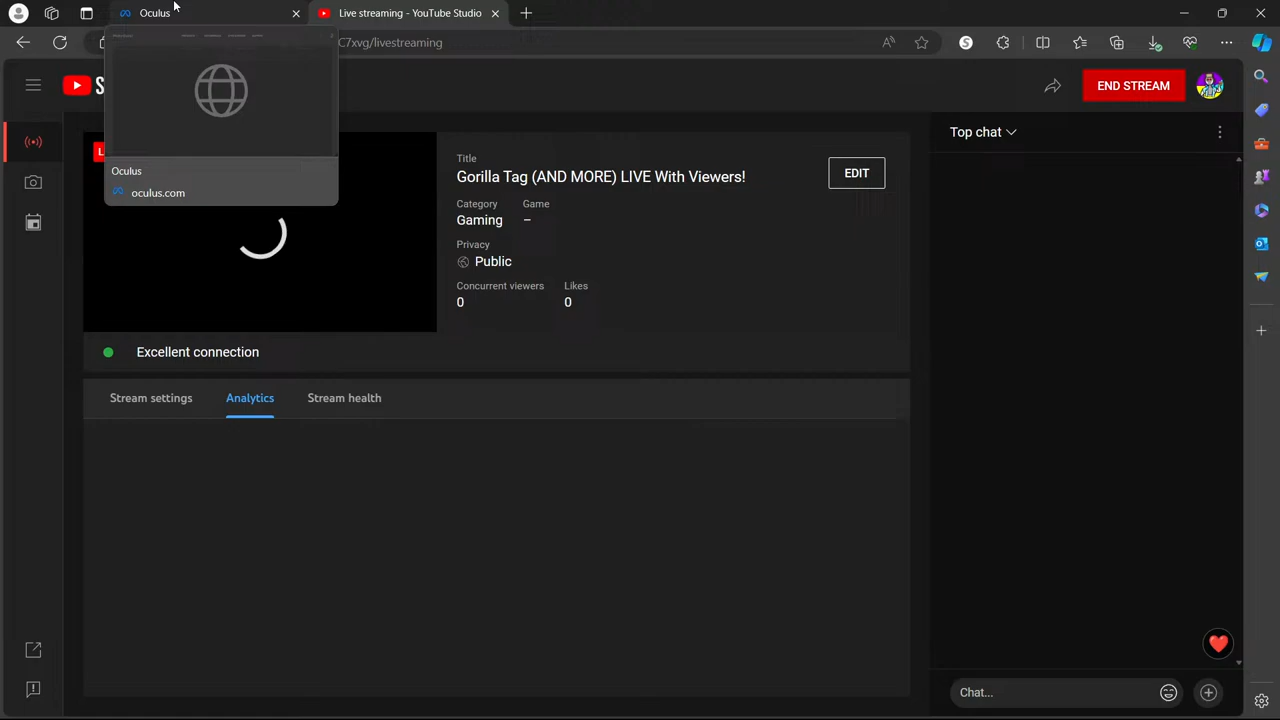 Oculus
Live streaming - YouTube Studio
C7xvg/livestreaming
S
END STREAM
Oculus
oculus.com
L
Title
Gorilla Tag (AND MORE) LIVE With Viewers!
EDIT
Category
Game
Gaming
–
Privacy
Public
Concurrent viewers
Likes
0
0
Excellent connection
Stream settings
Analytics
Stream health
Top chat
Chat...